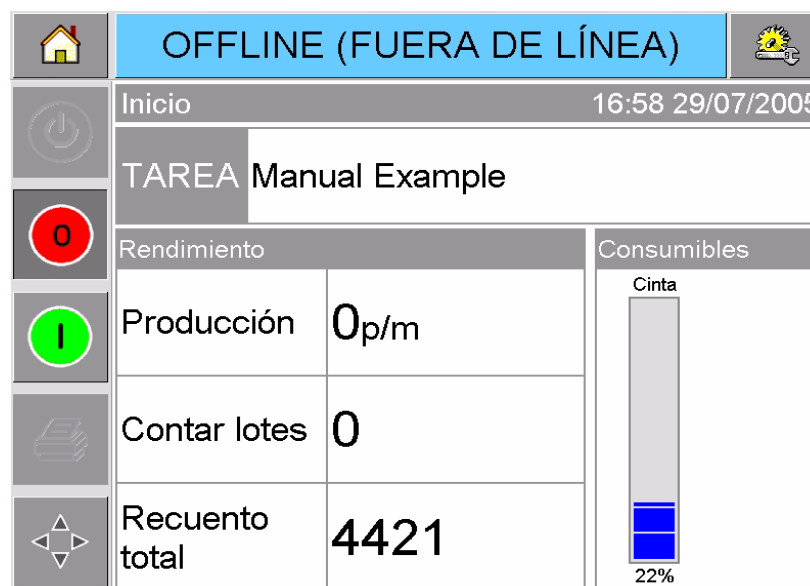 OFFLINE (FUERA DE LÍNEA)
Inicio 16:58 29/07/2005
TAREA Manual Example
Rendimiento
Consumibles
Cinta
Producción 0p/m
Contar lotes 0
Recuento
total 4421
22%
0
I